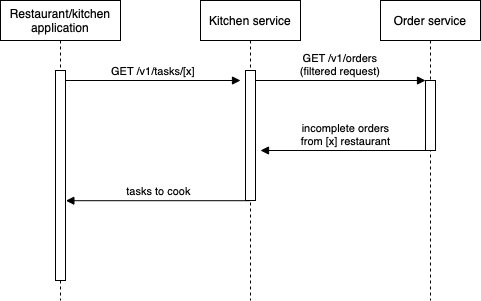 Restaurant/kitchen
application
Kitchen service
Order service
GET /v1/tasks/[x]
GET /v1/orders
(filtered request)
incomplete orders
from [x] restaurant
tasks to cook